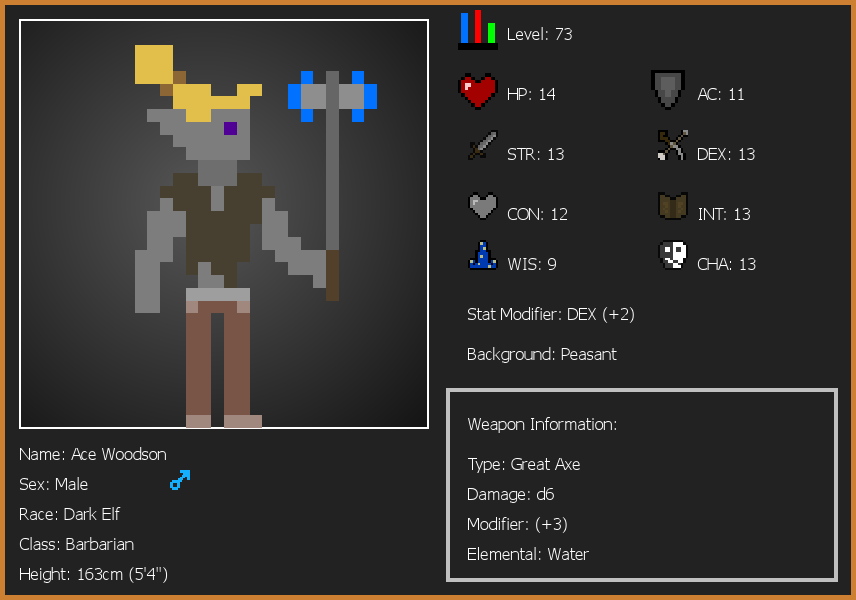 Level: 73
HP: 14
AC: 11
STR: 13
DEX: 13
CON: 12
INT: 13
WIS: 9
CHA: 13
Stat Modifier: DEX (+2)
Background: Peasant
Weapon Information:
Type: Great Axe
Damage: d6
Modifier: (+3)
Elemental: Water
Name: Ace Woodson
Sex: Male
Race: Dark Elf
Class: Barbarian
Height: 163cm (5'4")